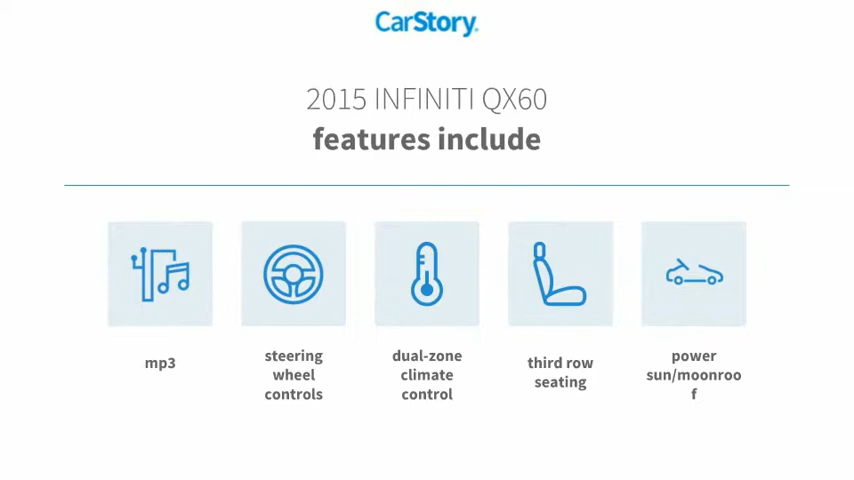 CarStory.
2015 INFINITI QX60
features include
mp3
steering
wheel
controls
dual-zone
climate
control
third row
seating
power
sun/moonroo
f